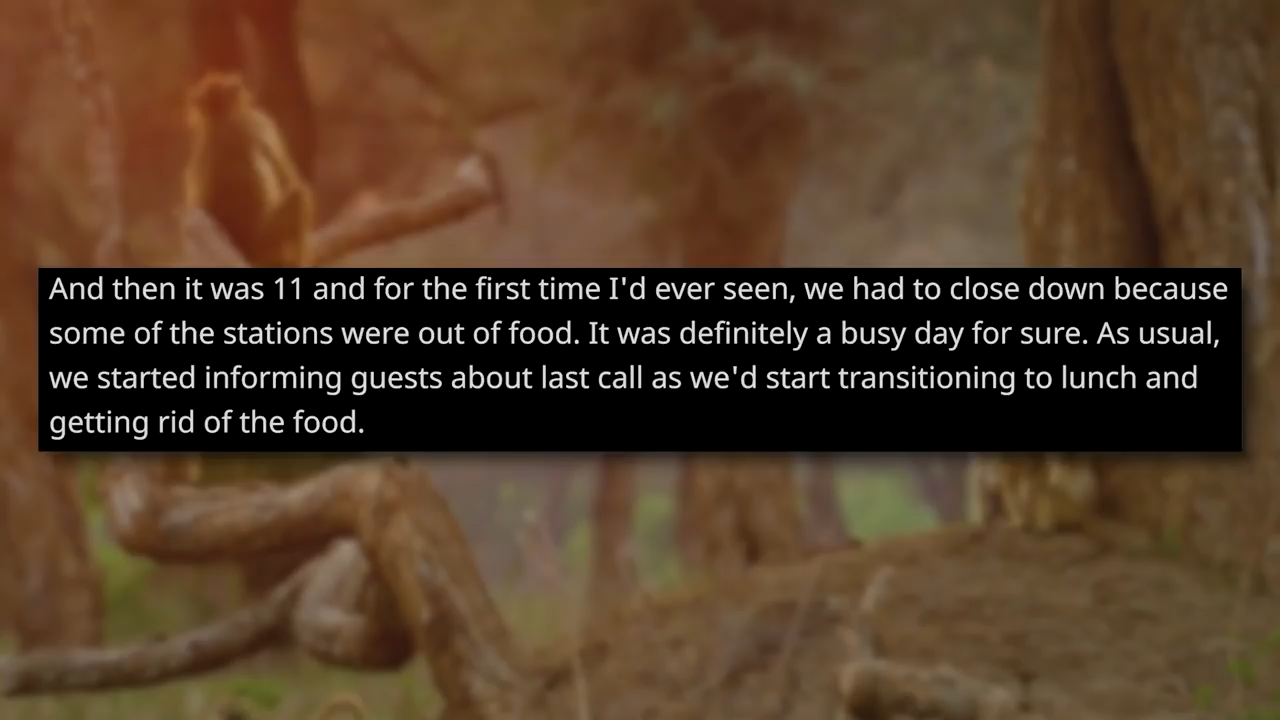 And then it was 11 and for the first time I'd ever seen, we had to close down because
some of the stations were out of food. It was definitely a busy day for sure. As usual,
we started informing guests about last call as we'd start transitioning to lunch and
getting rid of the food.